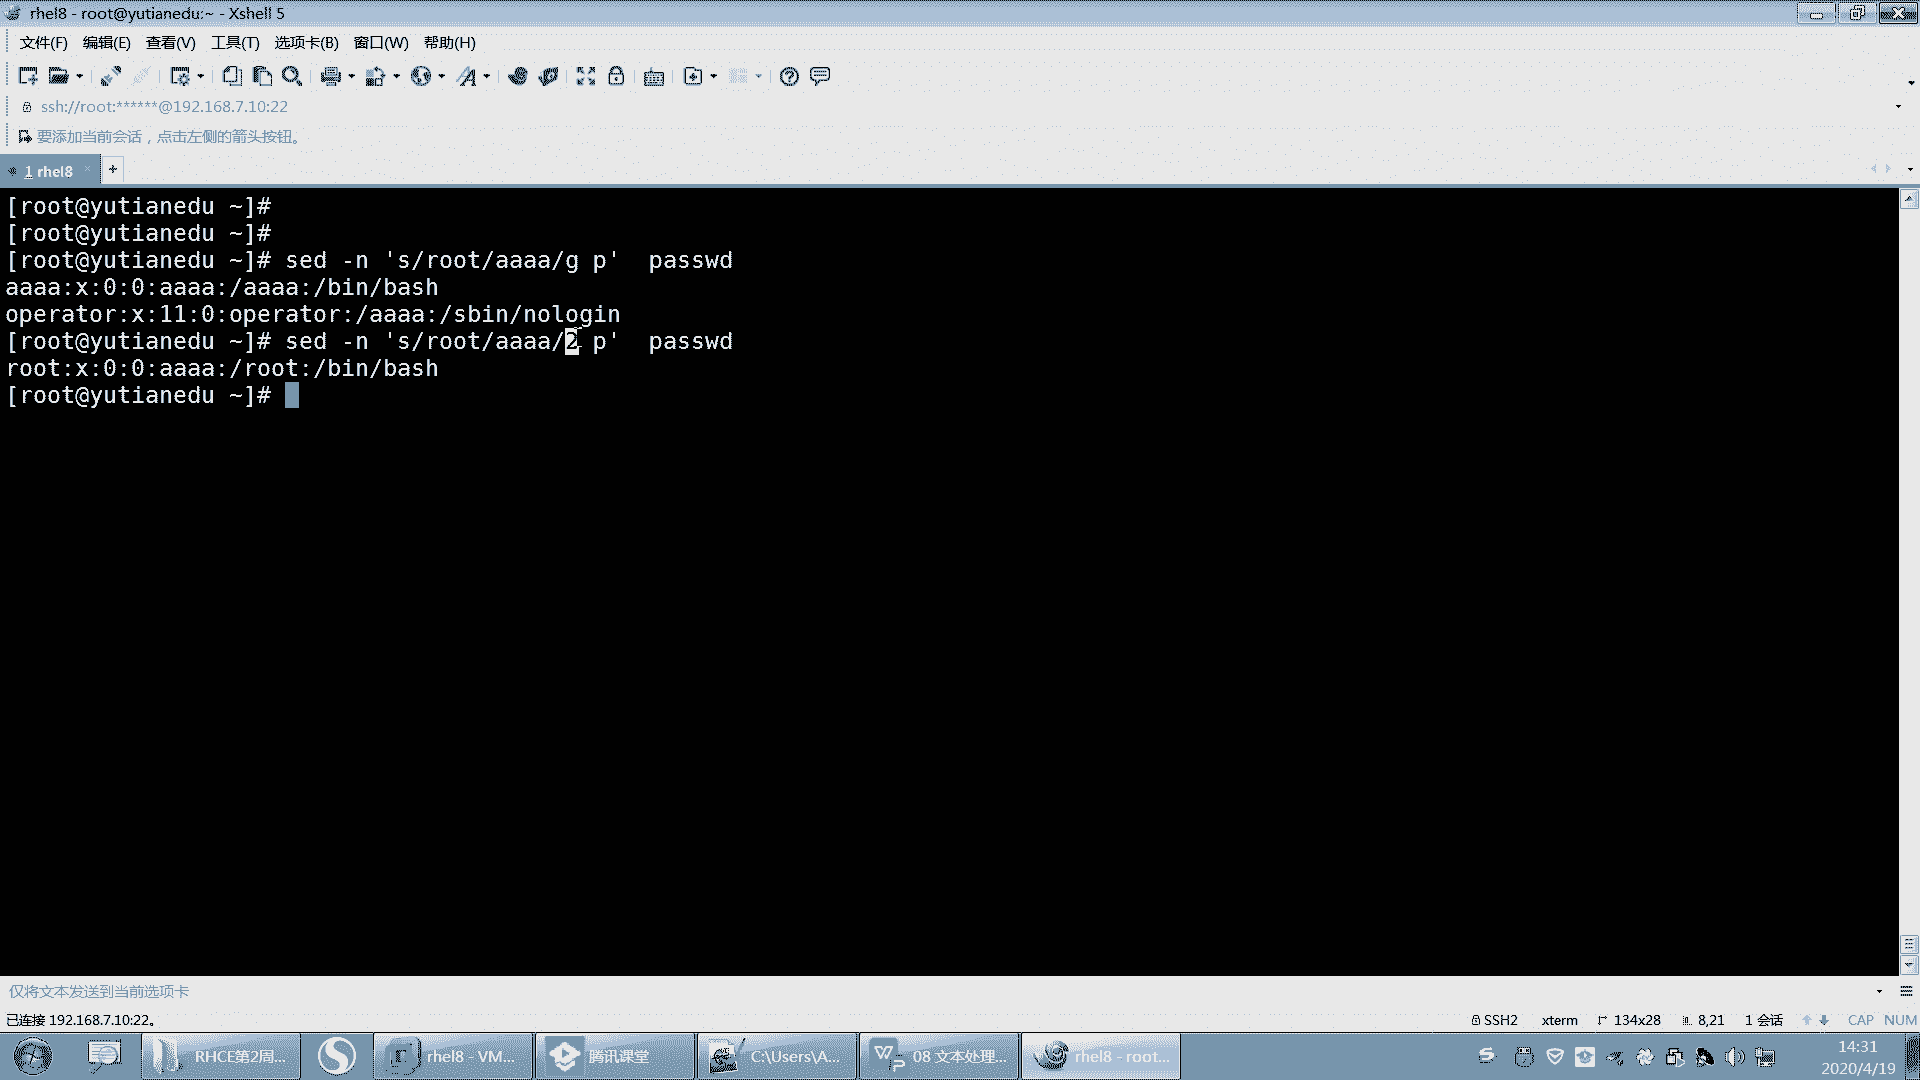 rhel8 - root@yutianedu:~ - Xshell 5
文件(F) 编辑(E) 查看(V) 工具(T) 选项卡(B) 窗口(W) 帮助(H)
ssh://root:******@192.168.7.10:22
要添加当前会话，点击左侧的箭头按钮。
1 rhel8
[root@yutianedu ~]#
[root@yutianedu ~]#
[root@yutianedu ~]# sed -n 's/root/aaaa/g p'  passwd
aaaa:x:0:0:aaaa:/aaaa:/bin/bash
operator:x:11:0:operator:/aaaa:/sbin/nologin
[root@yutianedu ~]# sed -n 's/root/aaaa/2 p'  passwd
root:x:0:0:aaaa:/root:/bin/bash
[root@yutianedu ~]#
仅将文本发送到当前选项卡
已连接 192.168.7.10:22。 SSH2 xterm 134x28 8,21 1 会话 CAP NUM
RHCE第2周... rhel8 - VM... 腾讯课堂 C:\Users\A... 08 文本处理... rhel8 - root...
14:31
2020/4/19